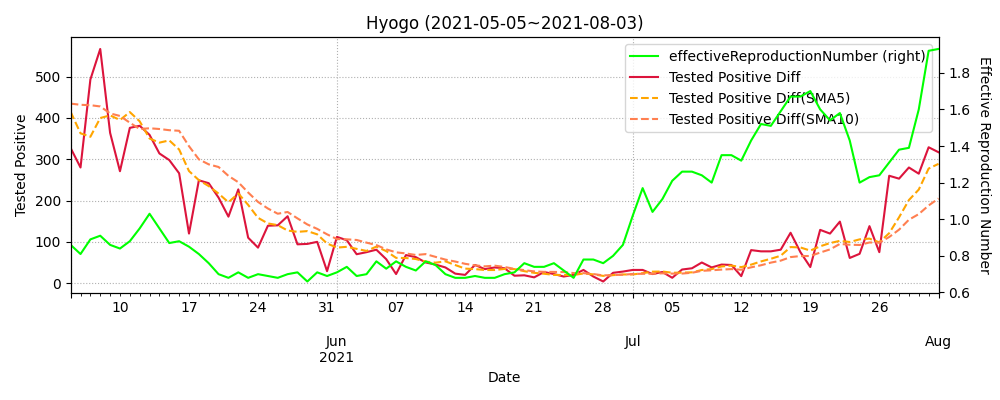 Hyogo (2021-05-05~2021-08-03)
effectiveReproductionNumber (right)
Tested Positive Diff
Tested Positive Diff(SMA5)
Tested Positive Diff(SMA10)
Tested Positive
500
400
300
200
100
0
1.8
1.6
1.4
1.2
1.0
0.8
0.6
Effective Reproduction Number
10 17 24 31 07 14 21 28 05 12 19 26
Jun Jul Aug
2021
Date